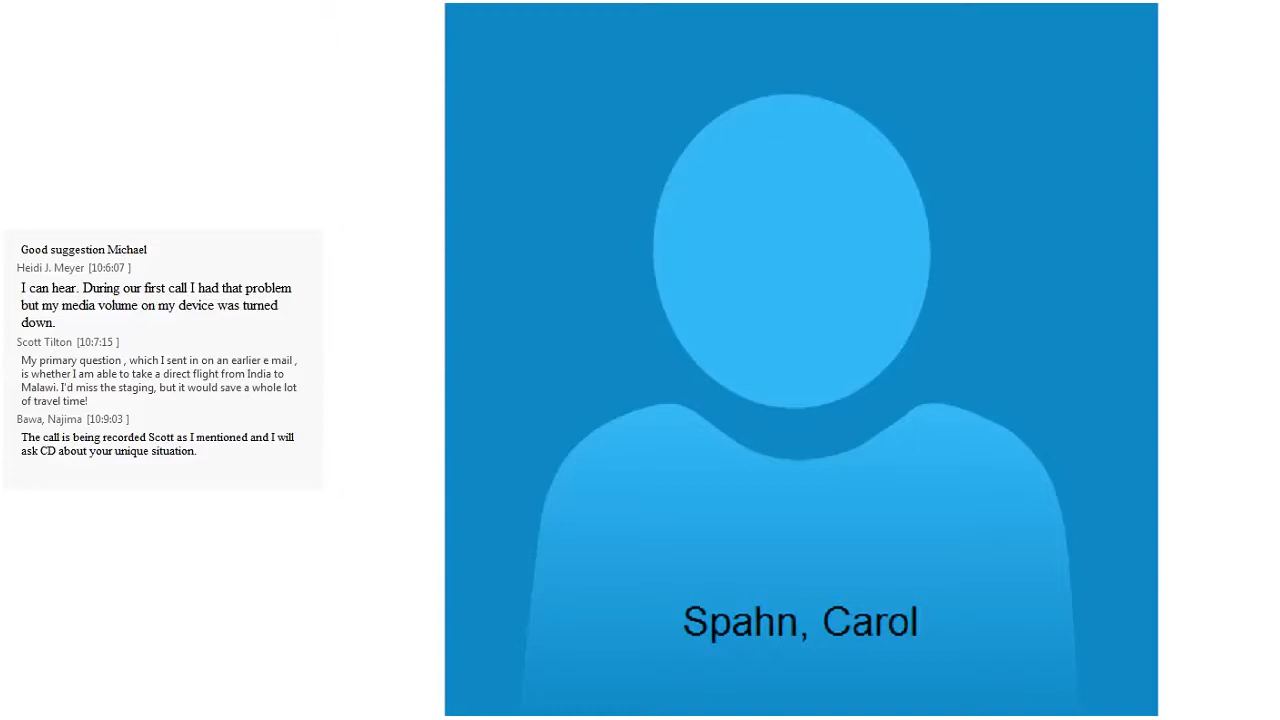 Good suggestion Michael
Heidi J. Meyer [10:6:07 ]
I can hear. During our first call I had that problem
but my media volume on my device was turned
down.
Scott Tilton [10:7:15 ]
My primary question , which I sent in on an earlier e mail ,
is whether I am able to take a direct flight from India to
Malawi. I'd miss the staging, but it would save a whole lot
of travel time!
Bawa, Najima [10:9:03 ]
The call is being recorded Scott as I mentioned and I will
ask CD about your unique situation.
Spahn, Carol